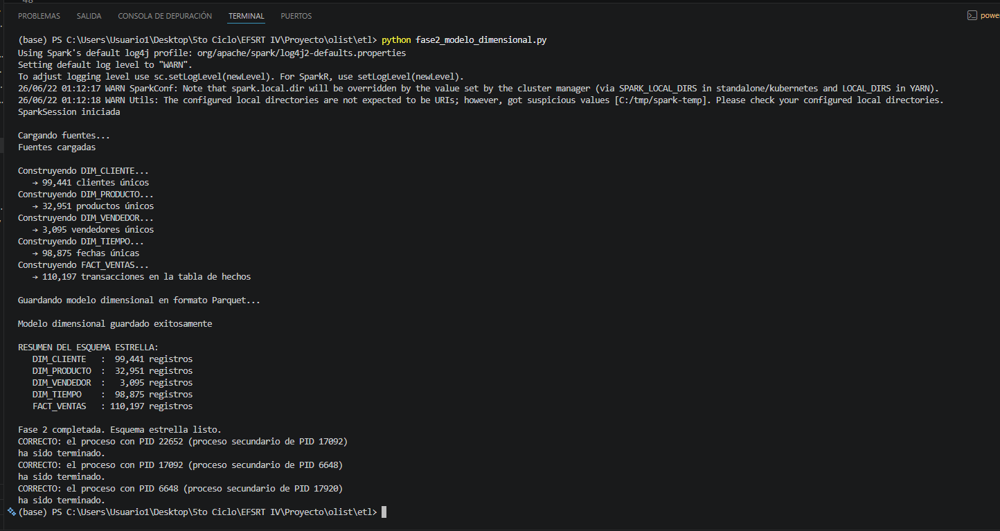 PROBLEMAS SALIDA CONSOLA DE DEPURACIÓN TERMINAL PUERTOS
(base) PS C:\Users\Usuario1\Desktop\5to Ciclo\EFSRT IV\Proyecto\olist\etl> python fase2_modelo_dimensional.py
Using Spark's default log4j profile: org/apache/spark/log4j2-defaults.properties
Setting default log level to "WARN".
To adjust logging level use sc.setLogLevel(newLevel). For SparkR, use setLogLevel(newLevel).
26/06/22 01:12:17 WARN SparkConf: Note that spark.local.dir will be overridden by the value set by the cluster manager (via SPARK_LOCAL_DIRS in standalone/kubernetes and LOCAL_DIRS in YARN).
26/06/22 01:12:18 WARN Utils: The configured local directories are not expected to be URIs; however, got suspicious values [C:/tmp/spark-temp]. Please check your configured local directories.
SparkSession iniciada
Cargando fuentes...
Fuentes cargadas
Construyendo DIM_CLIENTE...
→ 99,441 clientes únicos
Construyendo DIM_PRODUCTO...
→ 32,951 productos únicos
Construyendo DIM_VENDEDOR...
→ 3,095 vendedores únicos
Construyendo DIM_TIEMPO...
→ 98,875 fechas únicas
Construyendo FACT_VENTAS...
→ 110,197 transacciones en la tabla de hechos
Guardando modelo dimensional en formato Parquet...
Modelo dimensional guardado exitosamente
RESUMEN DEL ESQUEMA ESTRELLA:
DIM_CLIENTE : 99,441 registros
DIM_PRODUCTO : 32,951 registros
DIM_VENDEDOR : 3,095 registros
DIM_TIEMPO : 98,875 registros
FACT_VENTAS : 110,197 registros
Fase 2 completada. Esquema estrella listo.
CORRECTO: el proceso con PID 22652 (proceso secundario de PID 17092)
ha sido terminado.
CORRECTO: el proceso con PID 17092 (proceso secundario de PID 6648)
ha sido terminado.
CORRECTO: el proceso con PID 6648 (proceso secundario de PID 17920)
ha sido terminado.
(base) PS C:\Users\Usuario1\Desktop\5to Ciclo\EFSRT IV\Proyecto\olist\etl>